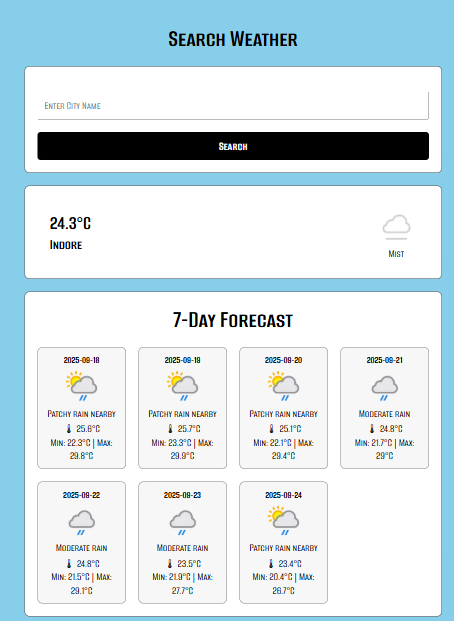 Search Weather
Enter City Name
Search
24.3°C
Indore
Mist
7-Day Forecast
2025-09-18
Patchy rain nearby
🌡 25.6°C
Min: 22.3°C | Max:
29.8°C
2025-09-19
Patchy rain nearby
🌡 25.7°C
Min: 23.3°C | Max:
29.9°C
2025-09-20
Patchy rain nearby
🌡 25.1°C
Min: 22.1°C | Max:
29.4°C
2025-09-21
Moderate rain
🌡 24.8°C
Min: 21.7°C | Max:
29°C
2025-09-22
Moderate rain
🌡 24.8°C
Min: 21.5°C | Max:
29.1°C
2025-09-23
Moderate rain
🌡 23.5°C
Min: 21.9°C | Max:
27.7°C
2025-09-24
Patchy rain nearby
🌡 23.4°C
Min: 20.4°C | Max:
26.7°C